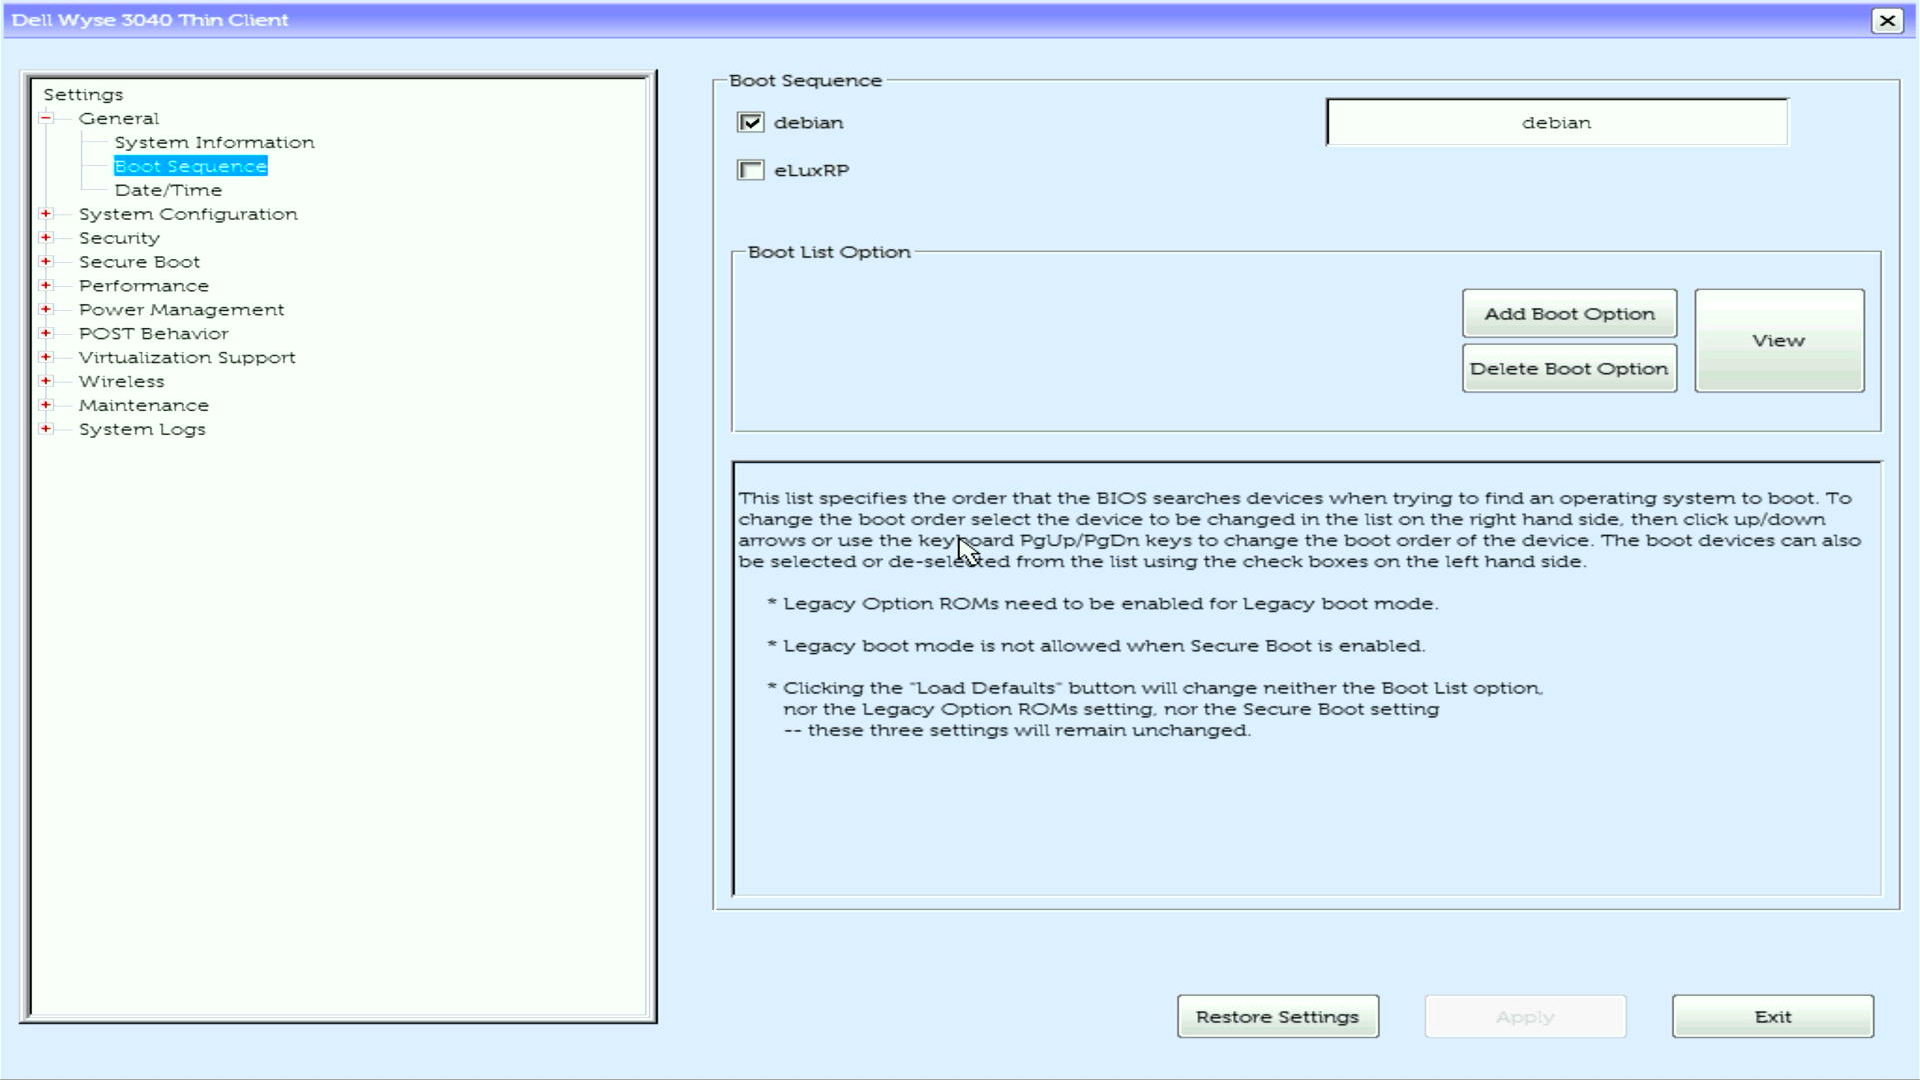 Dell Wyse 3040 Thin Client
Settings
General
System Information
Boot Sequence
Date/Time
System Configuration
Security
Secure Boot
Performance
Power Management
POST Behavior
Virtualization Support
Wireless
Maintenance
System Logs
Boot Sequence
debian
debian
eLuxRP
Boot List Option
Add Boot Option
Delete Boot Option
View
This list specifies the order that the BIOS searches devices when trying to find an operating system to boot. To
change the boot order select the device to be changed in the list on the right hand side, then click up/down
arrows or use the keyboard PgUp/PgDn keys to change the boot order of the device. The boot devices can also
be selected or de-selected from the list using the check boxes on the left hand side.
* Legacy Option ROMs need to be enabled for Legacy boot mode.
* Legacy boot mode is not allowed when Secure Boot is enabled.
* Clicking the "Load Defaults" button will change neither the Boot List option,
nor the Legacy Option ROMs setting, nor the Secure Boot setting
-- these three settings will remain unchanged.
Restore Settings
Apply
Exit